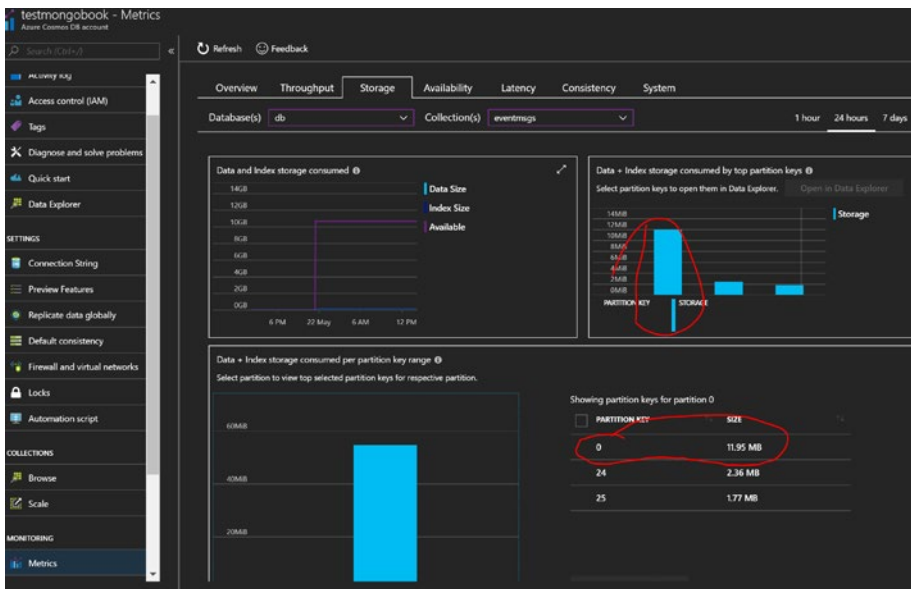 testmongobook - Metrics
Azure Cosmos DB account
Search (Ctrl+/)
«
Refresh
Feedback
Activity log
Access control (IAM)
Tags
Diagnose and solve problems
Quick start
Data Explorer
SETTINGS
Connection String
Preview Features
Replicate data globally
Default consistency
Firewall and virtual networks
Locks
Automation script
COLLECTIONS
Browse
Scale
MONITORING
Metrics
Overview Throughput Storage Availability Latency Consistency System
Database(s) db Collection(s) eventmsgs 1 hour 24 hours 7 days
Data and Index storage consumed
14GB
12GB
10GB
8GB
6GB
4GB
2GB
0GB
6 PM 22 May 6 AM 12 PM
Data Size
Index Size
Available
Data + Index storage consumed by top partition keys
Select partition keys to open them in Data Explorer. Open in Data Explorer
14MiB
12MiB
10MiB
8MiB
6MiB
4MiB
2MiB
0MiB
PARTITION KEY STORAGE
Storage
Data + Index storage consumed per partition key range
Select partition to view top selected partition keys for respective partition.
60MiB
40MiB
20MiB
Showing partition keys for partition 0
PARTITION KEY SIZE
0 11.95 MB
24 2.36 MB
25 1.77 MB